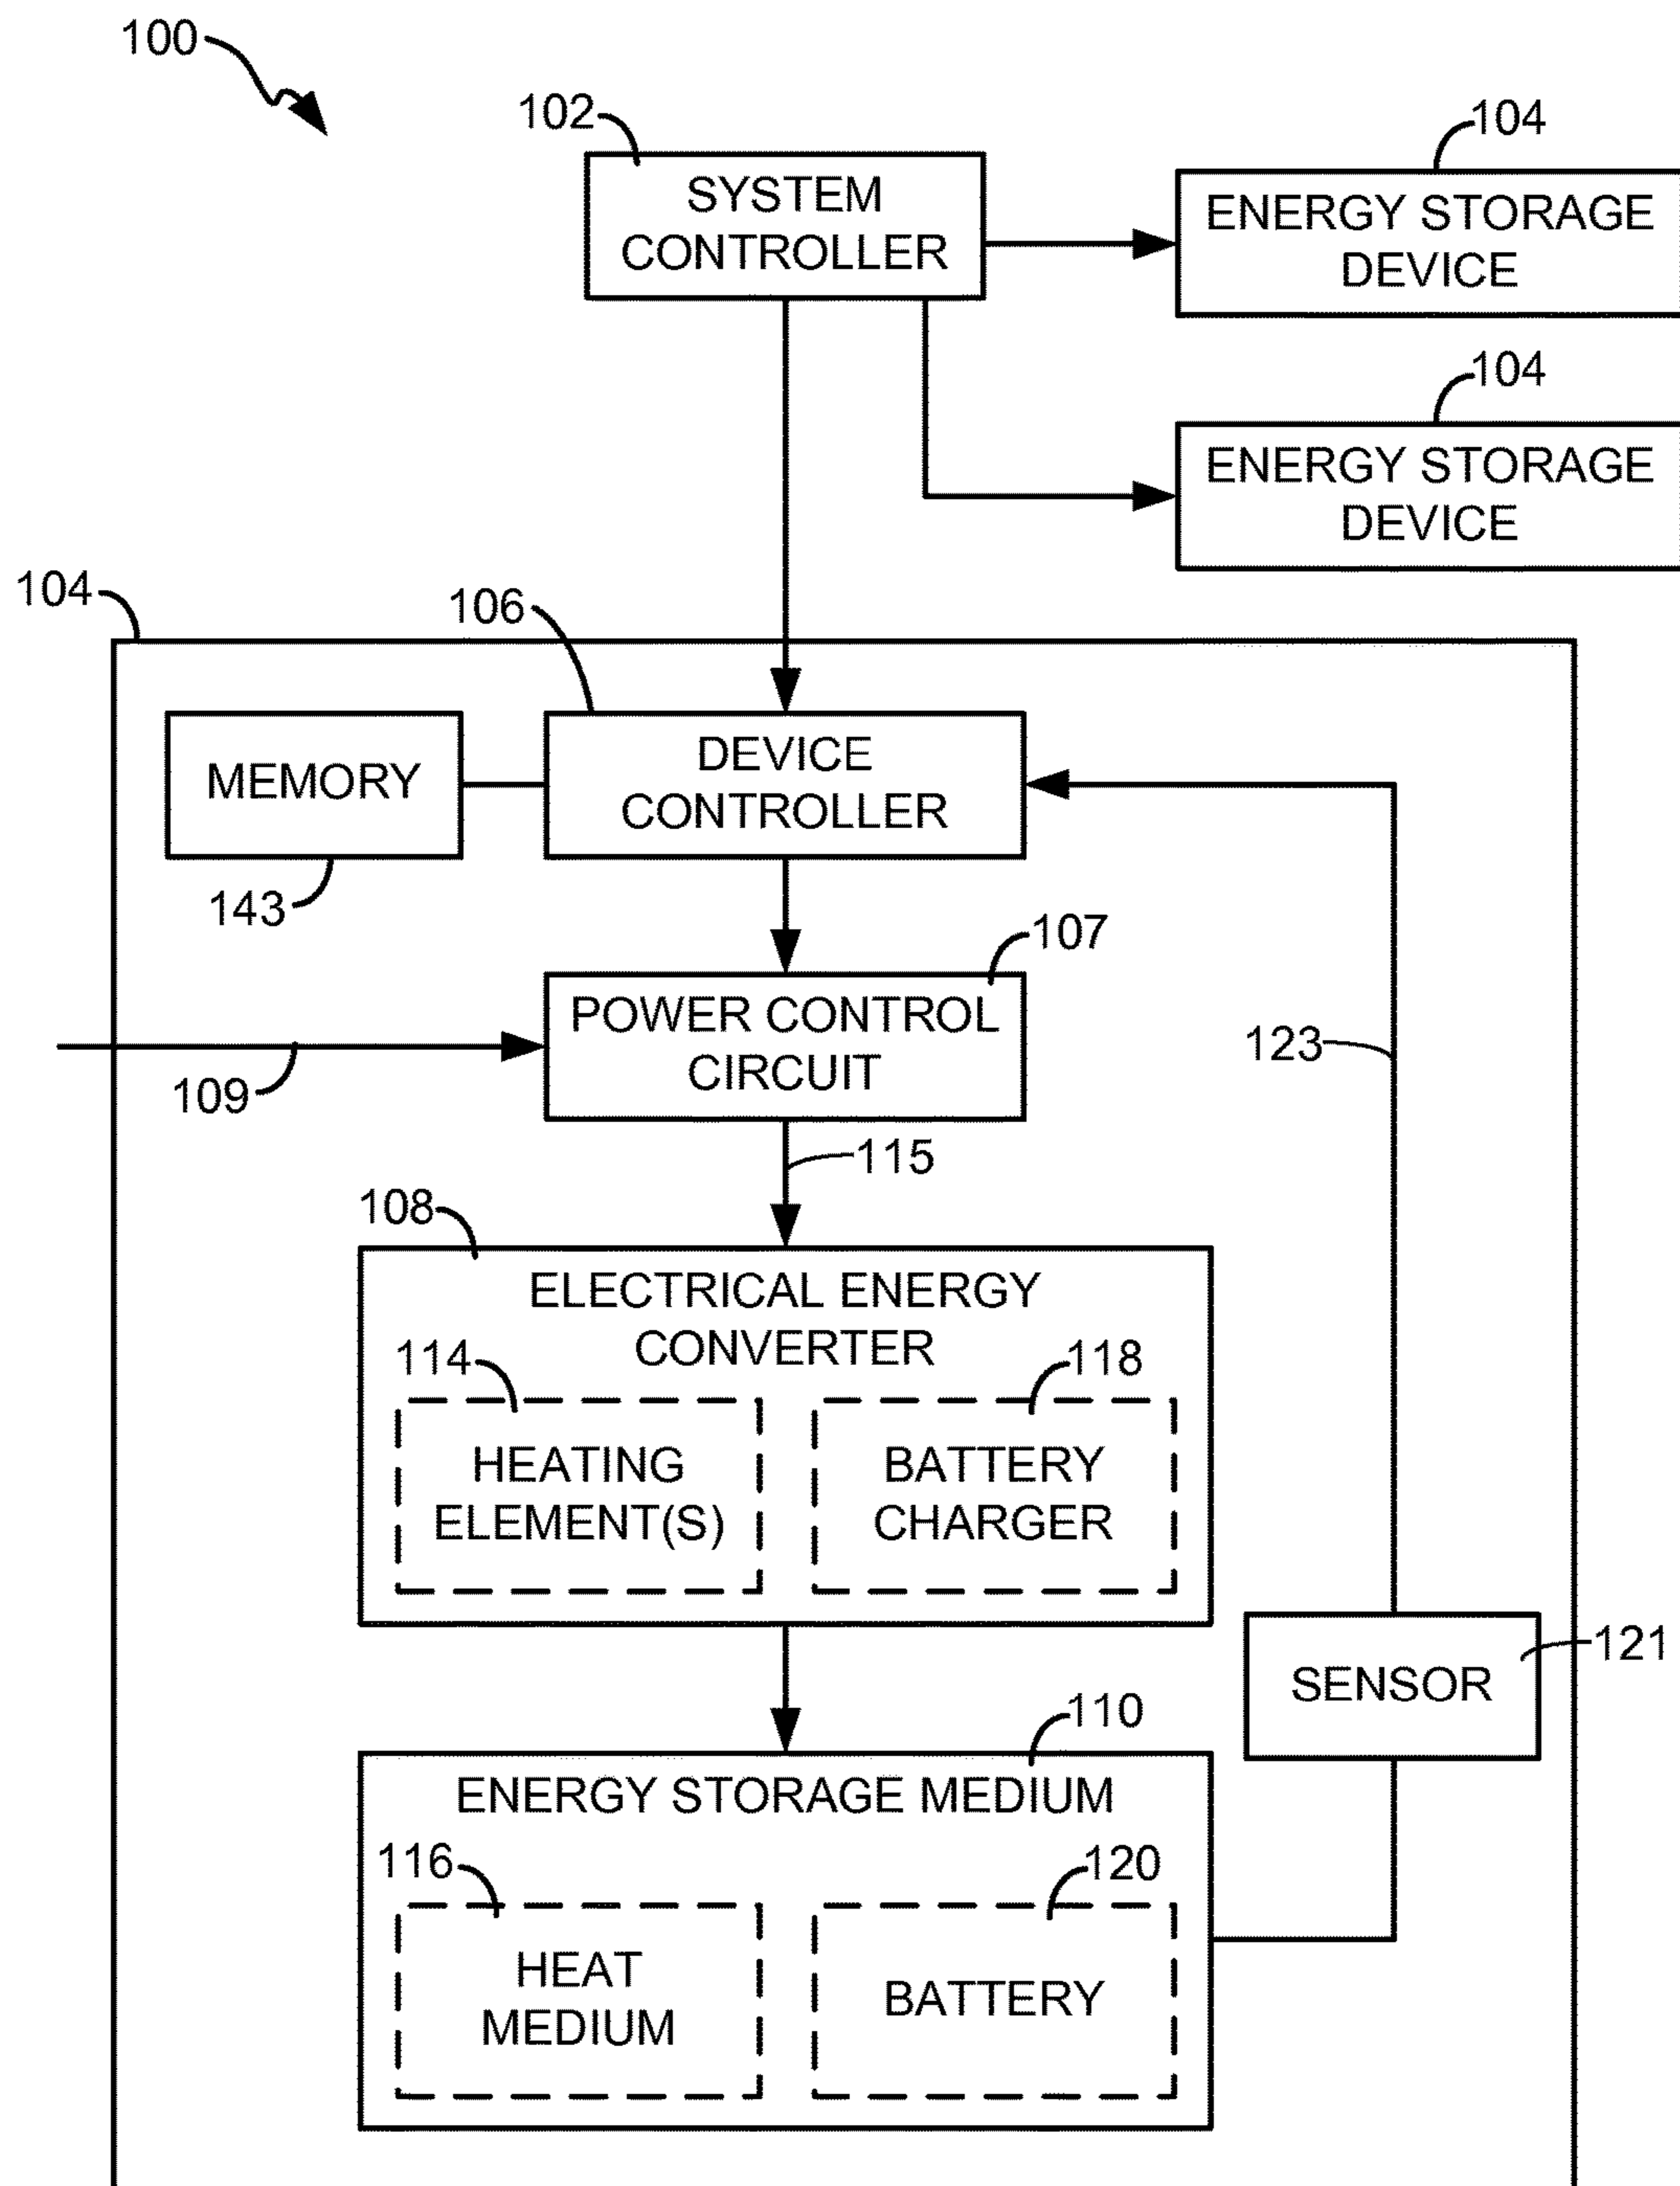 100
102
SYSTEM
CONTROLLER
104
ENERGY STORAGE
DEVICE
104
ENERGY STORAGE
DEVICE
104
106
MEMORY
143
DEVICE
CONTROLLER
107
POWER CONTROL
CIRCUIT
109
123
115
108
ELECTRICAL ENERGY
CONVERTER
114
118
HEATING
ELEMENT(S)
BATTERY
CHARGER
121
SENSOR
110
ENERGY STORAGE MEDIUM
116
120
HEAT
MEDIUM
BATTERY